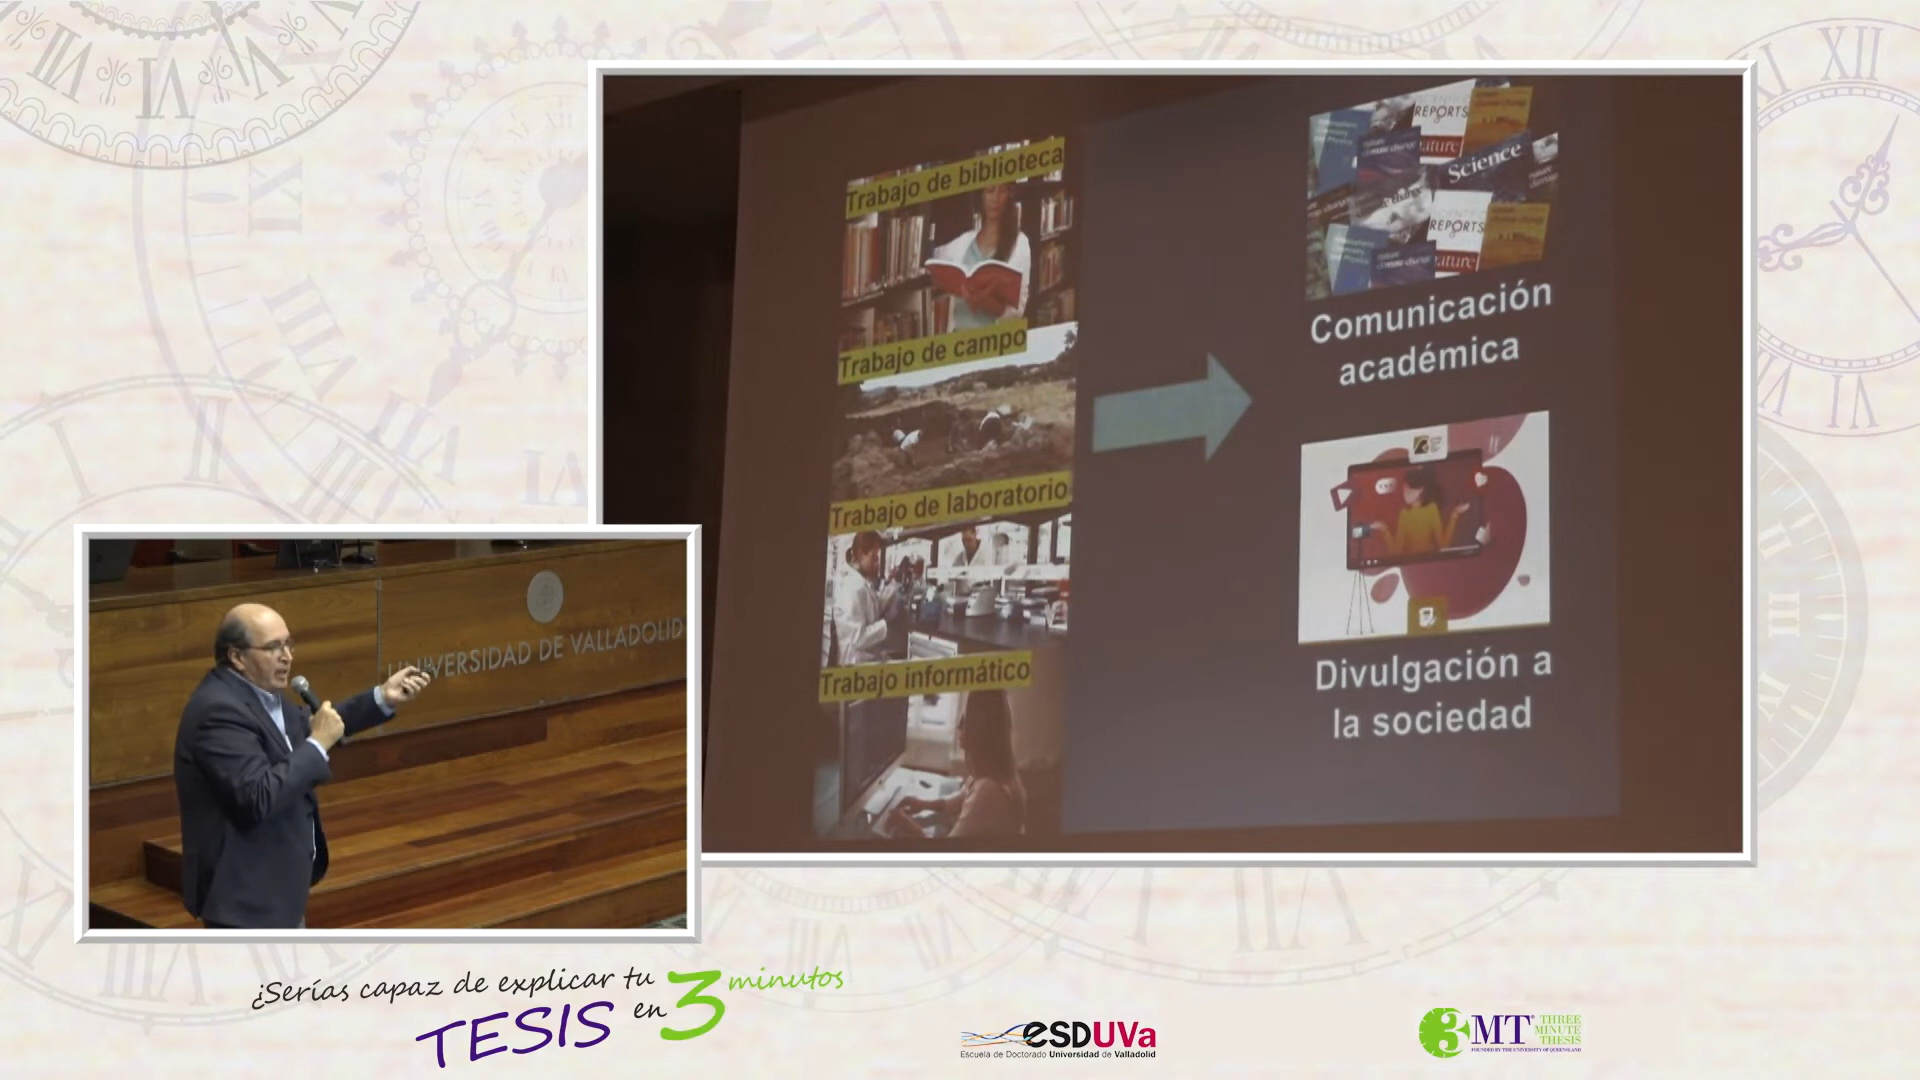 Trabajo de biblioteca
Trabajo de campo
Trabajo de laboratorio
Trabajo informático
REPORTS
nature
Science
REPORTS
nature
Comunicación
académica
Divulgación a
la sociedad
UNIVERSIDAD DE VALLADOLID
¿Serías capaz de explicar tu
TESIS en 3 minutos
esDUVa
Escuela de Doctorado Universidad de Valladolid
3MT® THREE
MINUTE
THESIS
FOUNDED BY THE UNIVERSITY OF QUEENSLAND